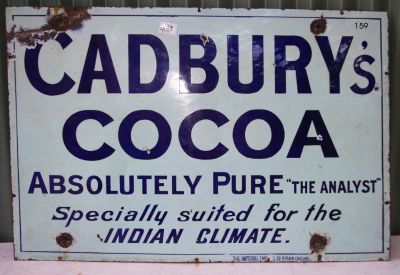 159
CADBURY's.
COCOA
ABSOLUTELY PURE "THE ANALYST"
Specially suited for the
INDIAN CLIMATE.